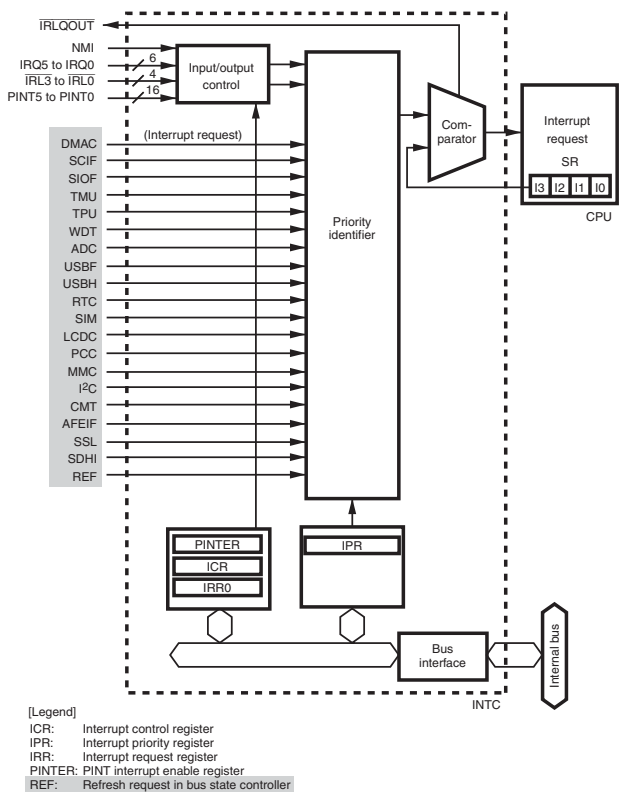 IRLQOUT
NMI
IRQ5 to IRQ0
6
IRL3 to IRL0
4
PINT5 to PINT0
16
Input/output
control
(Interrupt request)
DMAC
SCIF
SIOF
TMU
TPU
WDT
ADC
USBF
USBH
RTC
SIM
LCDC
PCC
MMC
I²C
CMT
AFEIF
SSL
SDHI
REF
Priority
identifier
Com-
parator
Interrupt
request
SR
I3 I2 I1 I0
CPU
PINTER
ICR
IRR0
IPR
Bus
interface
Internal bus
INTC
[Legend]
ICR: Interrupt control register
IPR: Interrupt priority register
IRR: Interrupt request register
PINTER: PINT interrupt enable register
REF: Refresh request in bus state controller